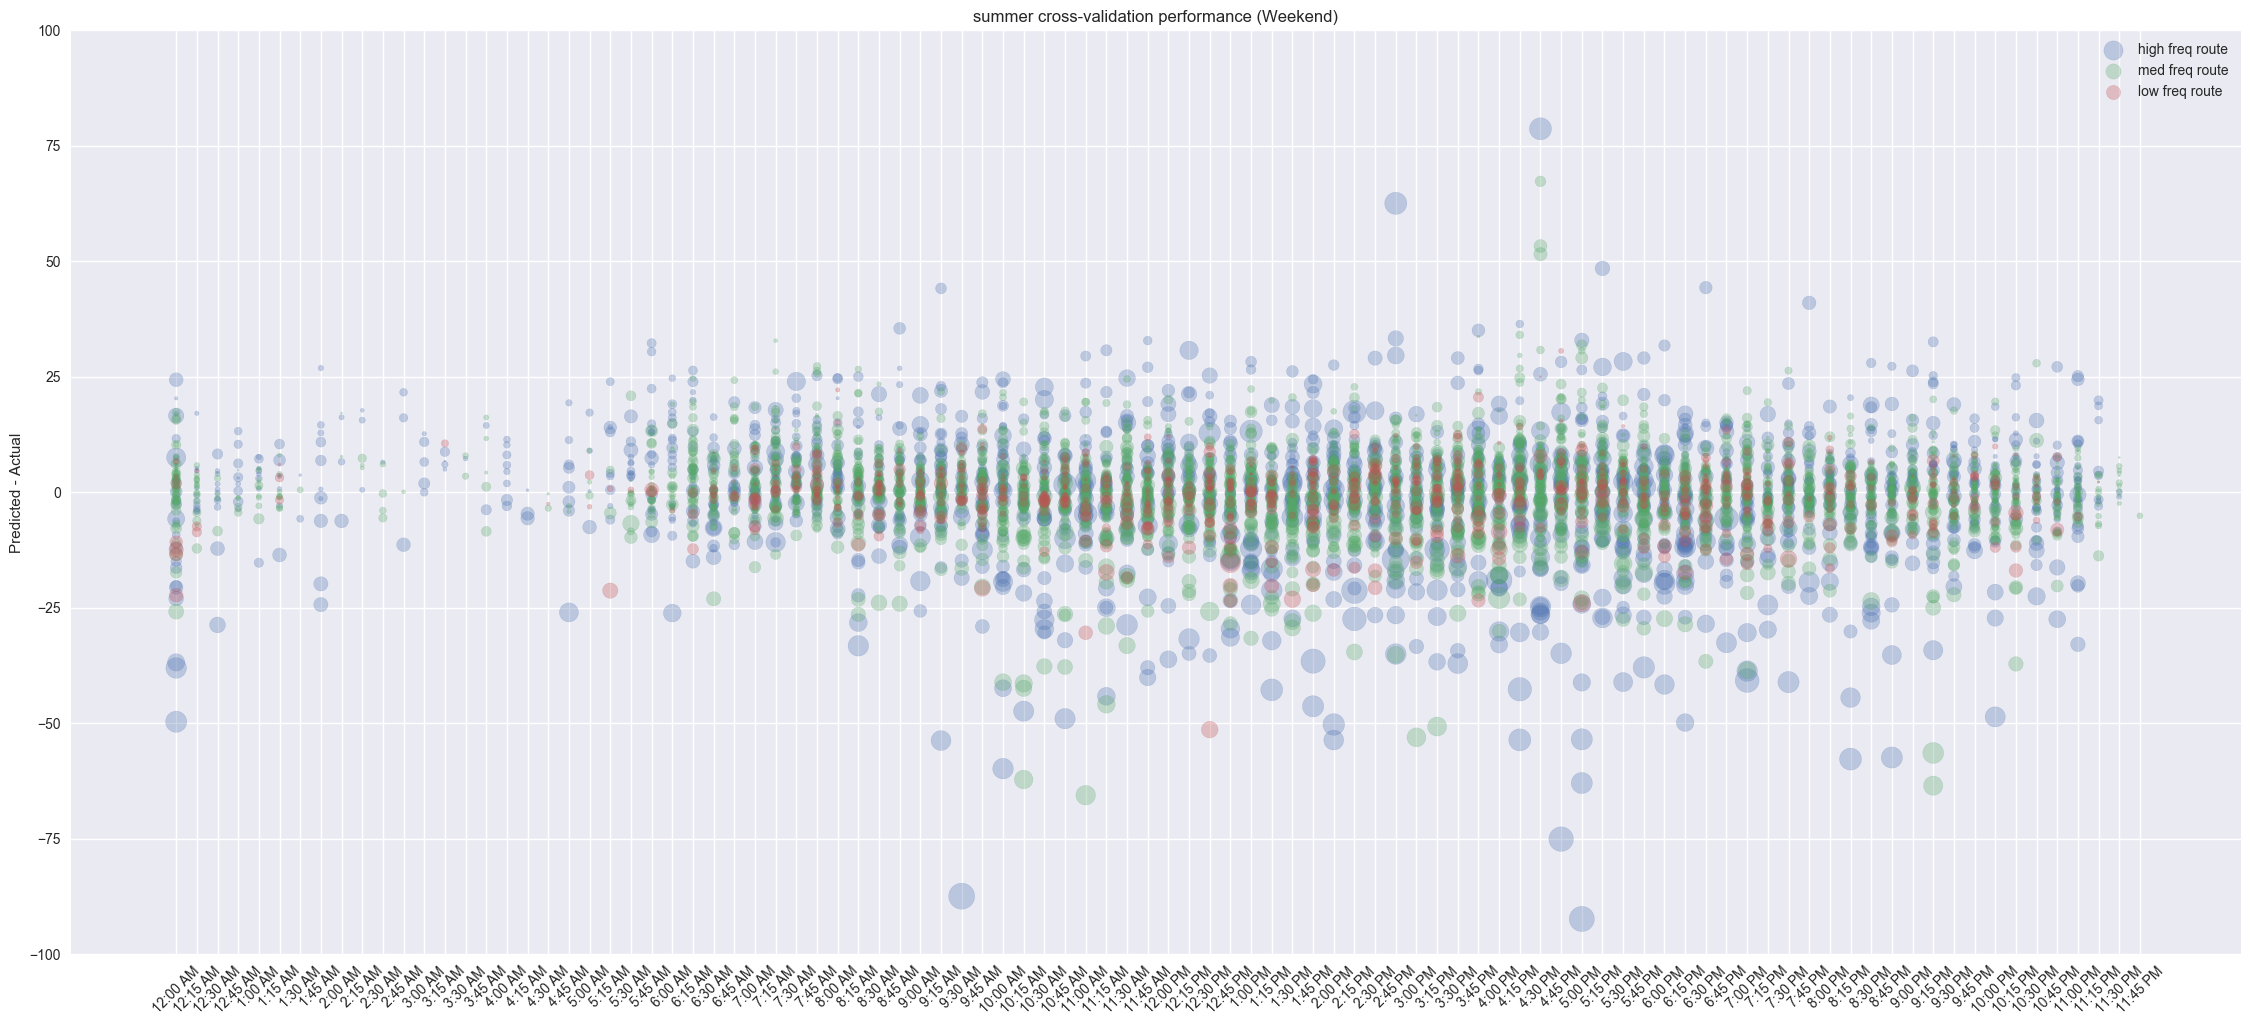 summer cross-validation performance (Weekend)
high freq route
med freq route
low freq route
Predicted - Actual
100
75
50
25
0
−25
−50
−75
−100
12:00 AM
12:15 AM
12:30 AM
12:45 AM
1:00 AM
1:15 AM
1:30 AM
1:45 AM
2:00 AM
2:15 AM
2:30 AM
2:45 AM
3:00 AM
3:15 AM
3:30 AM
3:45 AM
4:00 AM
4:15 AM
4:30 AM
4:45 AM
5:00 AM
5:15 AM
5:30 AM
5:45 AM
6:00 AM
6:15 AM
6:30 AM
6:45 AM
7:00 AM
7:15 AM
7:30 AM
7:45 AM
8:00 AM
8:15 AM
8:30 AM
8:45 AM
9:00 AM
9:15 AM
9:30 AM
9:45 AM
10:00 AM
10:15 AM
10:30 AM
10:45 AM
11:00 AM
11:15 AM
11:30 AM
11:45 AM
12:00 PM
12:15 PM
12:30 PM
12:45 PM
1:00 PM
1:15 PM
1:30 PM
1:45 PM
2:00 PM
2:15 PM
2:30 PM
2:45 PM
3:00 PM
3:15 PM
3:30 PM
3:45 PM
4:00 PM
4:15 PM
4:30 PM
4:45 PM
5:00 PM
5:15 PM
5:30 PM
5:45 PM
6:00 PM
6:15 PM
6:30 PM
6:45 PM
7:00 PM
7:15 PM
7:30 PM
7:45 PM
8:00 PM
8:15 PM
8:30 PM
8:45 PM
9:00 PM
9:15 PM
9:30 PM
9:45 PM
10:00 PM
10:15 PM
10:30 PM
10:45 PM
11:00 PM
11:15 PM
11:30 PM
11:45 PM